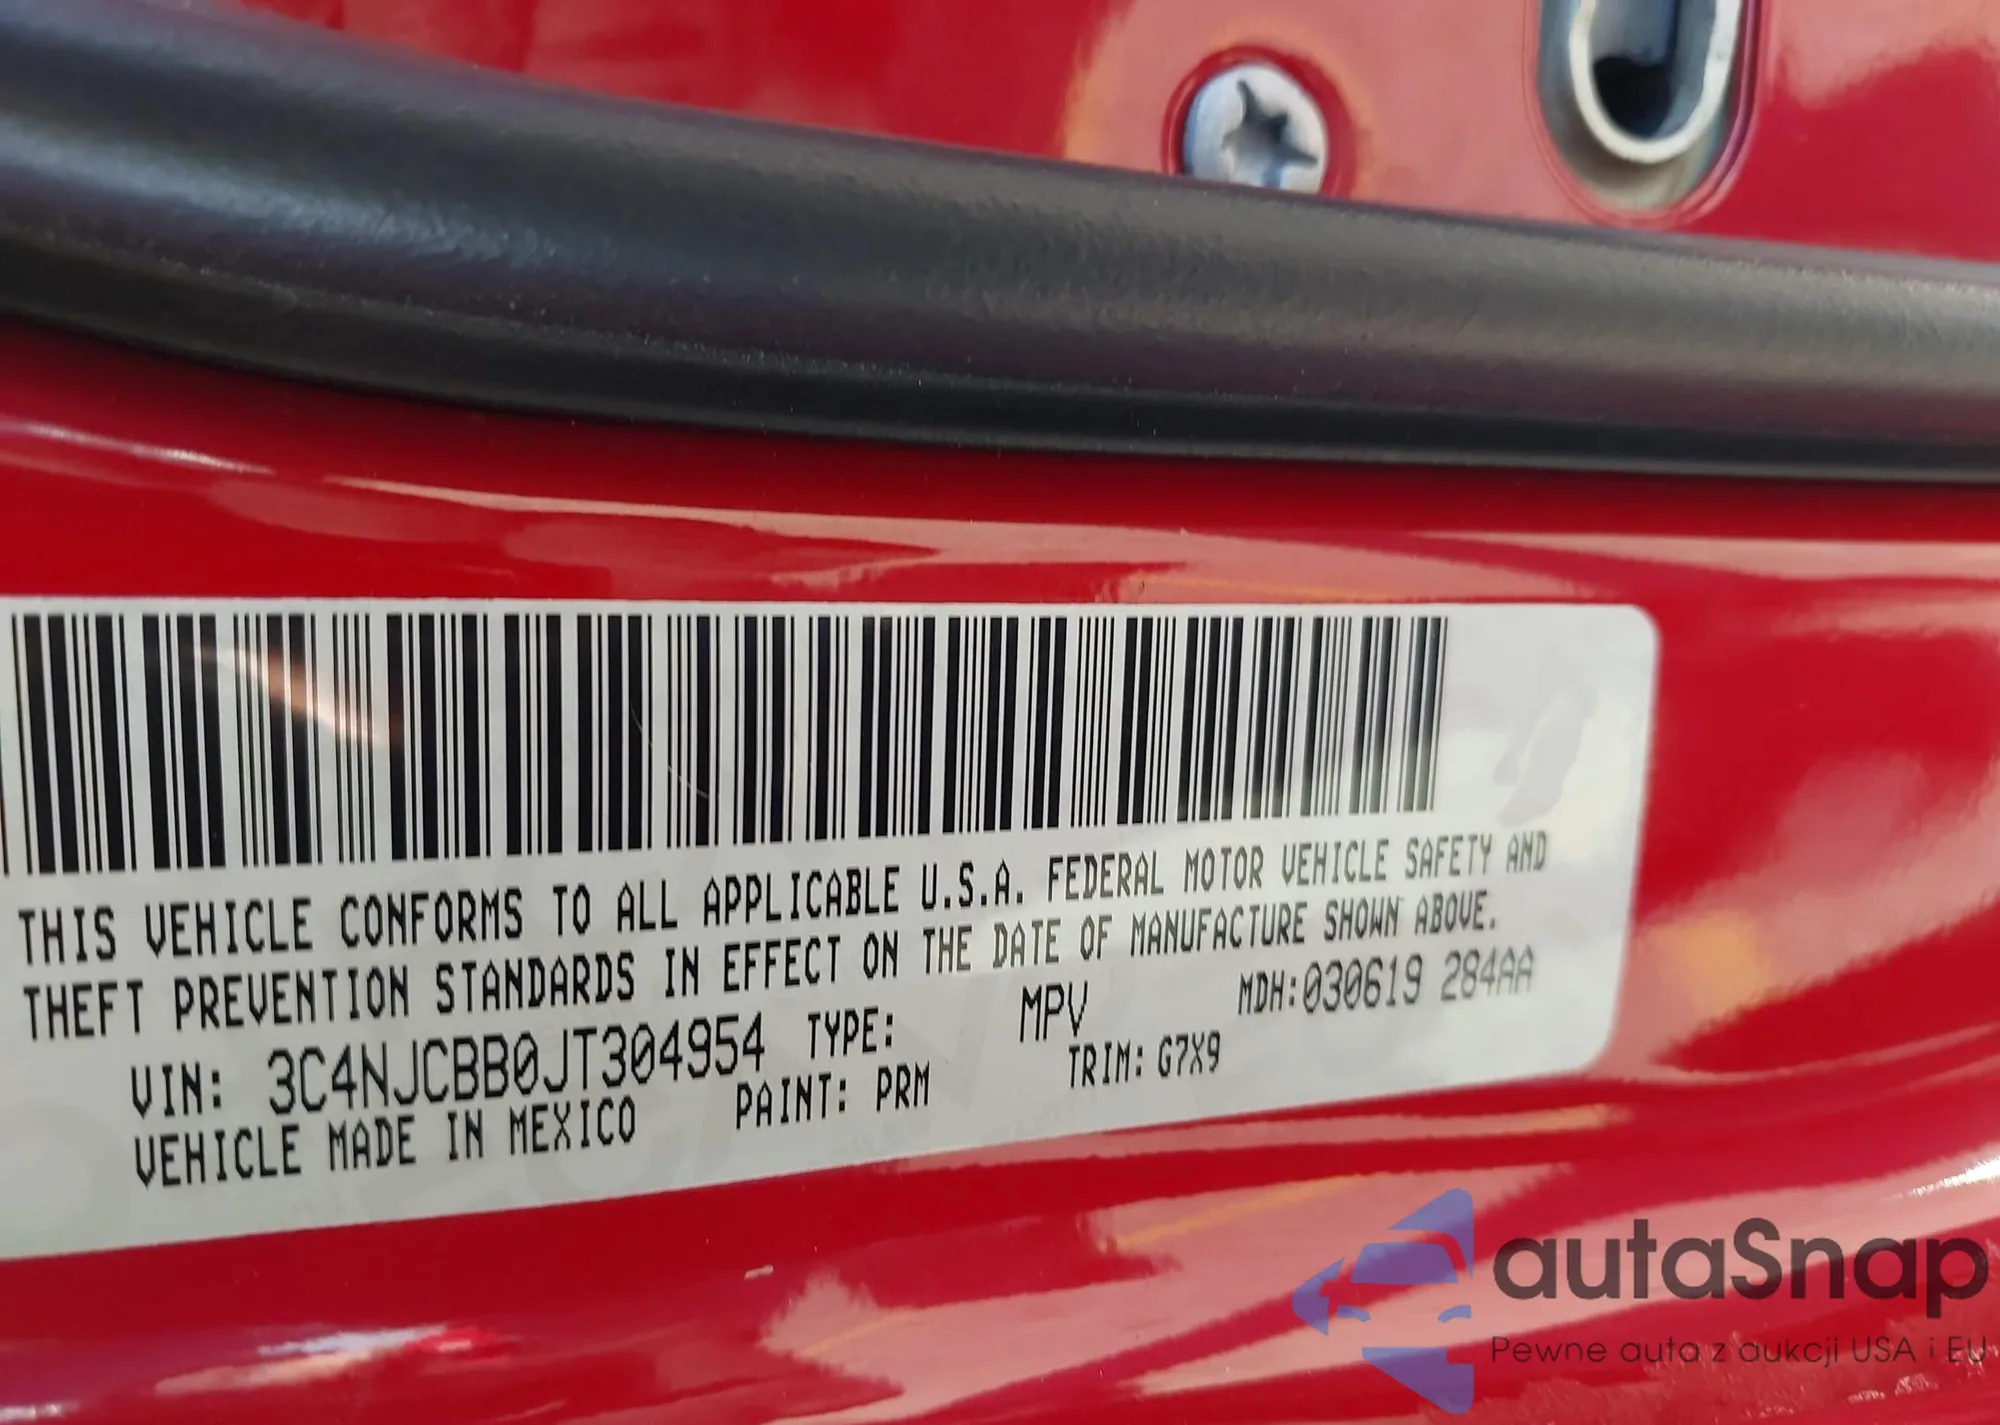 THIS VEHICLE CONFORMS TO ALL APPLICABLE U.S.A. FEDERAL MOTOR VEHICLE SAFETY AND
THEFT PREVENTION STANDARDS IN EFFECT ON THE DATE OF MANUFACTURE SHOWN ABOVE.
VIN: 3C4NJCBB0JT304954 TYPE: MPV MDH:030619 284AA
VEHICLE MADE IN MEXICO PAINT: PRM TRIM: G7X9
autaSnap
Pewne auta z aukcji USA i EU